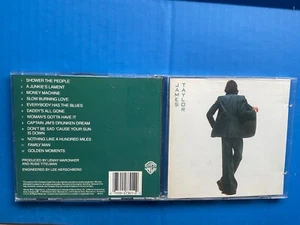 SHOWER THE PEOPLE
A JUNKIE'S LAMENT
MONEY MACHINE
SLOW BURNING LOVE
EVERYBODY HAS THE BLUES
DADDY'S ALL GONE
WOMAN'S GOTTA HAVE IT
CAPTAIN JIM'S DRUNKEN DREAM
DON'T BE SAD 'CAUSE YOUR SUN
IS DOWN
NOTHING LIKE A HUNDRED MILES
FAMILY MAN
GOLDEN MOMENTS
PRODUCED BY LENNY WARONKER
AND RUSS TITELMAN
ENGINEERED BY LEE HERSCHBERG
JAMES
TAYLOR